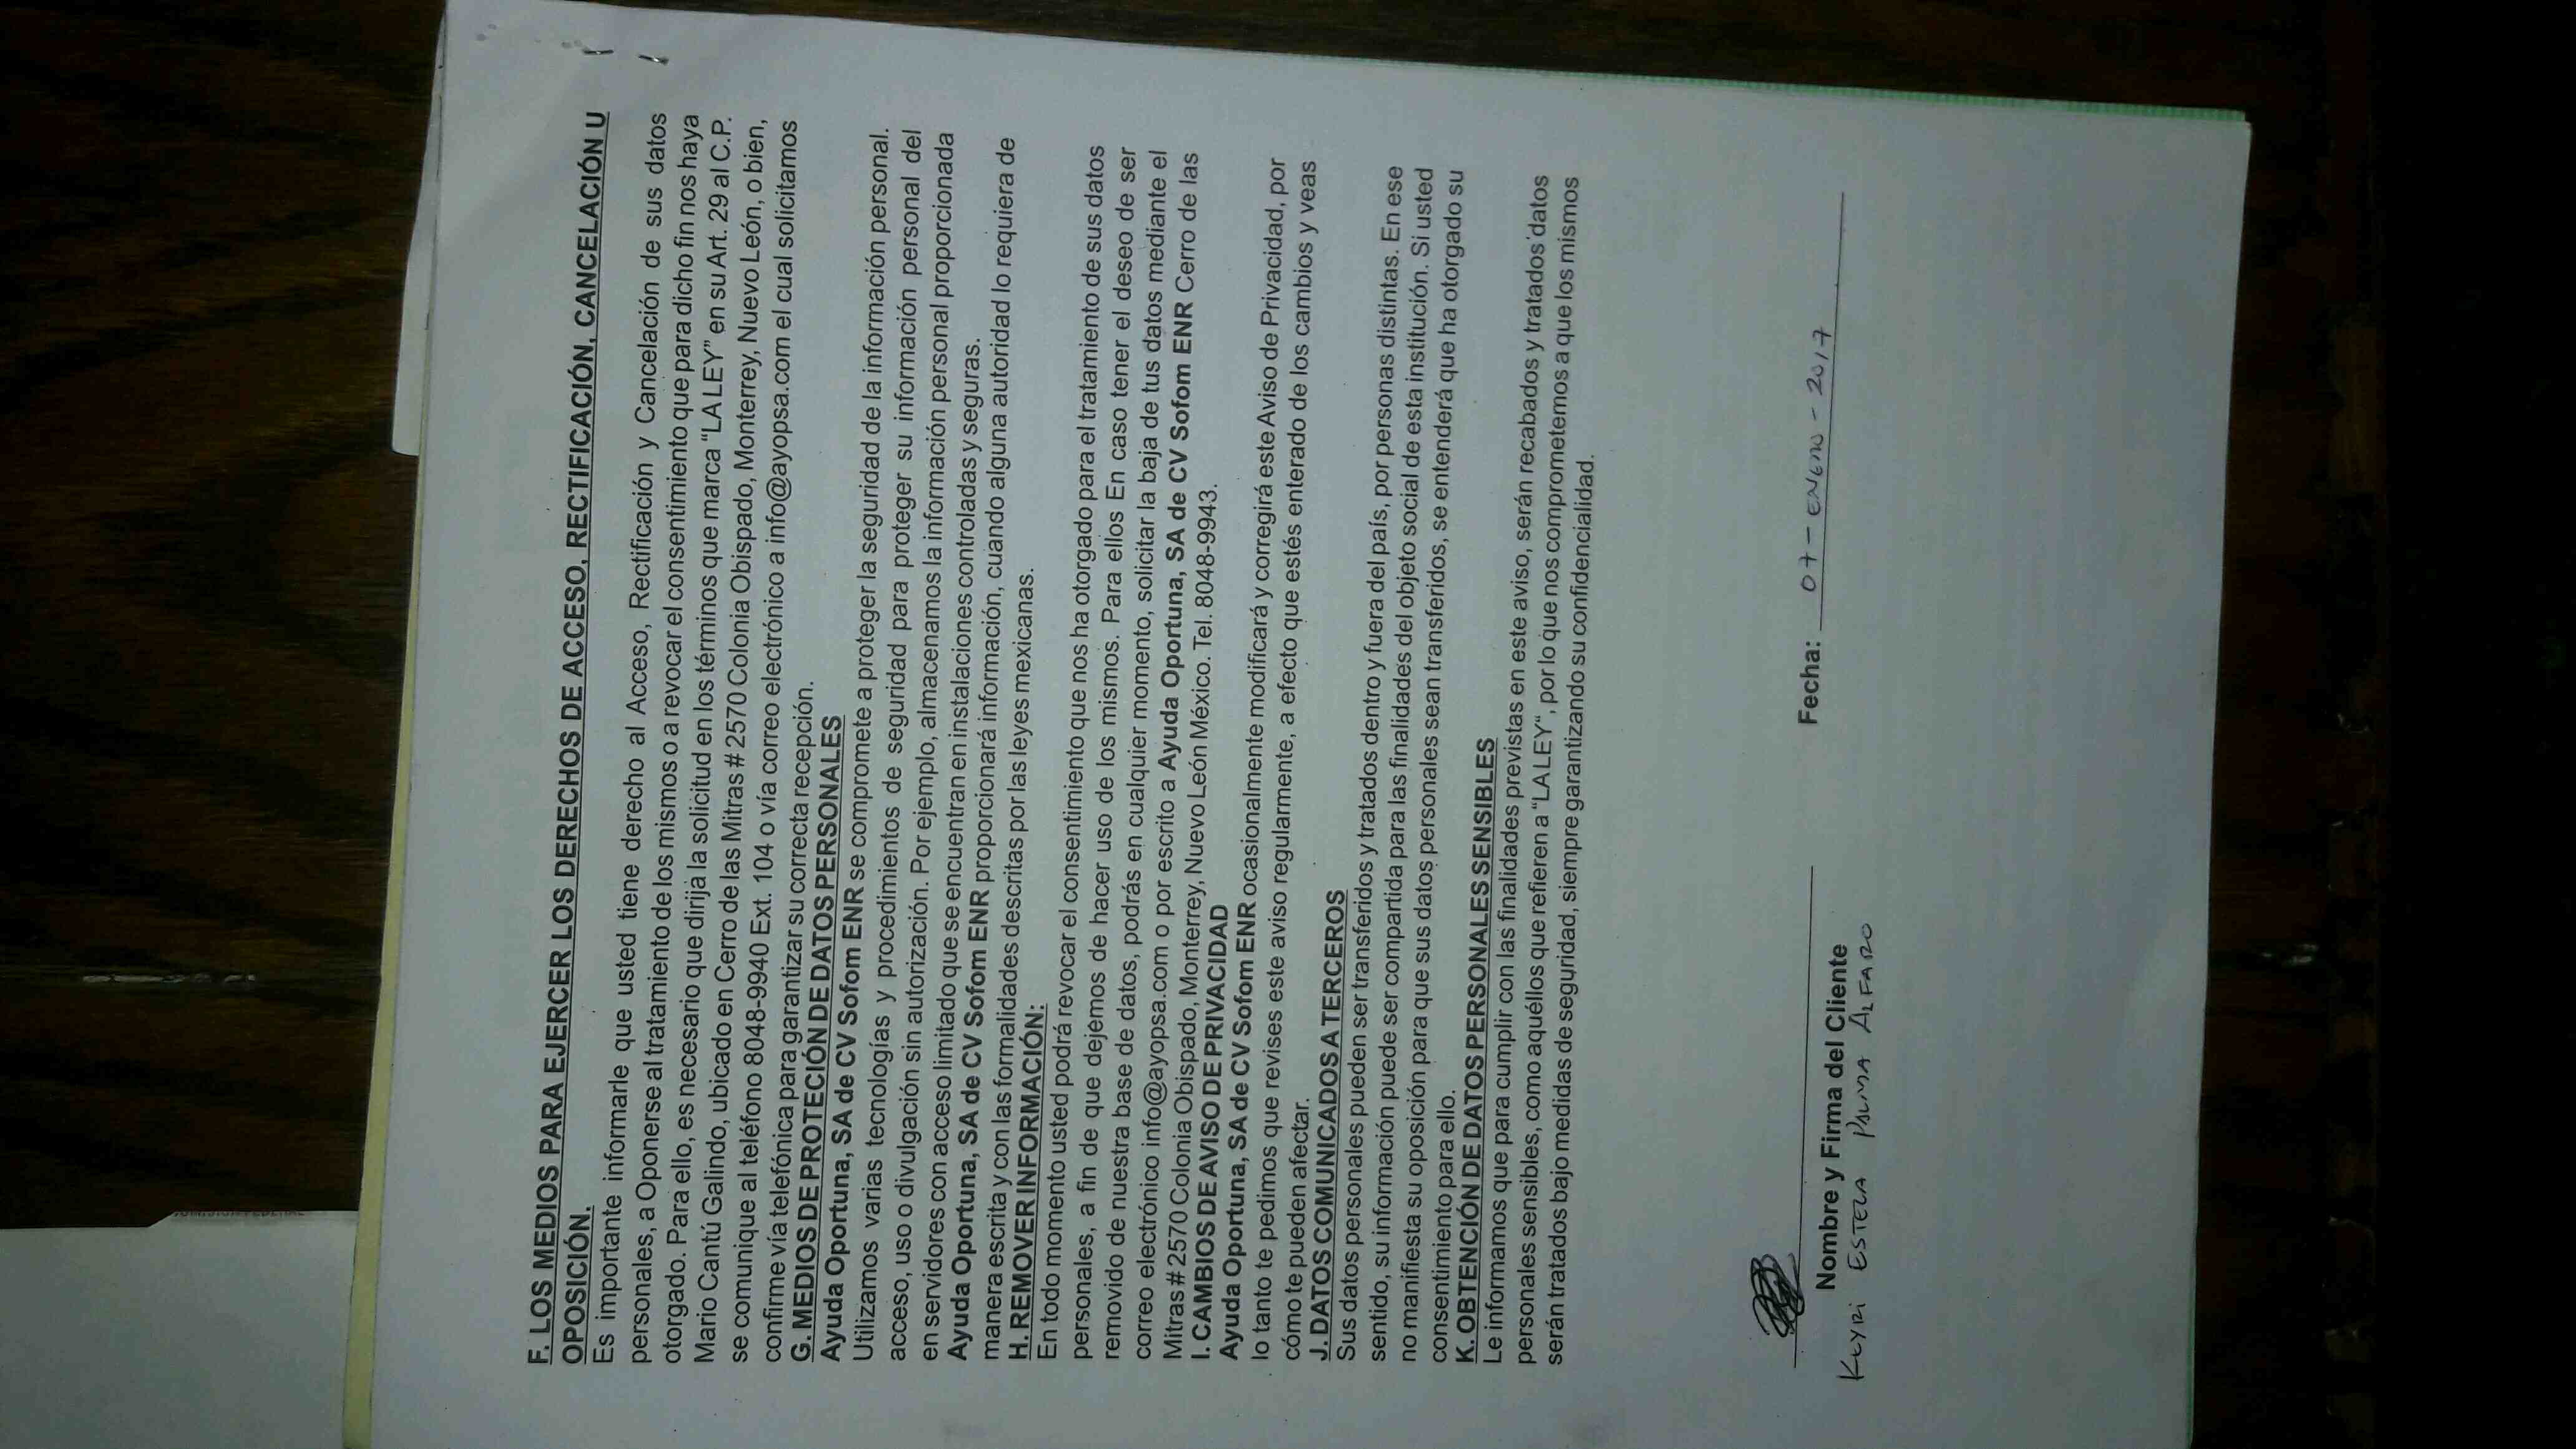 F. LOS MEDIOS PARA EJERCER LOS DERECHOS DE ACCESO, RECTIFICACIÓN, CANCELACIÓN U
OPOSICIÓN.
Es importante informarle que usted tiene derecho al Acceso, Rectificación y Cancelación de sus datos
personales, a Oponerse al tratamiento de los mismos o a revocar el consentimiento que para dicho fin nos haya
otorgado. Para ello, es necesario que dirija la solicitud en los términos que marca “LA LEY” en su Art. 29 al C.P.
Mario Cantú Galindo, ubicado en Cerro de las Mitras # 2570 Colonia Obispado, Monterrey, Nuevo León, o bien,
se comunique al teléfono 8048-9940 Ext. 104 o vía correo electrónico a info@ayopsa.com el cual solicitamos
confirme vía telefónica para garantizar su correcta recepción.
G. MEDIOS DE PROTECIÓN DE DATOS PERSONALES
Ayuda Oportuna, SA de CV Sofom ENR se compromete a proteger la seguridad de la información personal.
Utilizamos varias tecnologías y procedimientos de seguridad para proteger su información personal del
acceso, uso o divulgación sin autorización. Por ejemplo, almacenamos la información personal proporcionada
en servidores con acceso limitado que se encuentran en instalaciones controladas y seguras.
Ayuda Oportuna, SA de CV Sofom ENR proporcionará información, cuando alguna autoridad lo requiera de
manera escrita y con las formalidades descritas por las leyes mexicanas.
H. REMOVER INFORMACIÓN:
En todo momento usted podrá revocar el consentimiento que nos ha otorgado para el tratamiento de sus datos
personales, a fin de que dejemos de hacer uso de los mismos. Para ellos En caso tener el deseo de ser
removido de nuestra base de datos, podrás en cualquier momento, solicitar la baja de tus datos mediante el
correo electrónico info@ayopsa.com o por escrito a Ayuda Oportuna, SA de CV Sofom ENR Cerro de las
Mitras # 2570 Colonia Obispado, Monterrey, Nuevo León México. Tel. 8048-9943.
I. CAMBIOS DE AVISO DE PRIVACIDAD
Ayuda Oportuna, SA de CV Sofom ENR ocasionalmente modificará y corregirá este Aviso de Privacidad, por
lo tanto te pedimos que revises este aviso regularmente, a efecto que estés enterado de los cambios y veas
cómo te pueden afectar.
J. DATOS COMUNICADOS A TERCEROS
Sus datos personales pueden ser transferidos y tratados dentro y fuera del país, por personas distintas. En ese
sentido, su información puede ser compartida para las finalidades del objeto social de esta institución. Si usted
no manifiesta su oposición para que sus datos personales sean transferidos, se entenderá que ha otorgado su
consentimiento para ello.
K. OBTENCIÓN DE DATOS PERSONALES SENSIBLES
Le informamos que para cumplir con las finalidades previstas en este aviso, serán recabados y tratados datos
personales sensibles, como aquéllos que refieren a “LA LEY“, por lo que nos comprometemos a que los mismos
serán tratados bajo medidas de seguridad, siempre garantizando su confidencialidad.
Fecha: 07-ENERO-2017
Nombre y Firma del Cliente
KEYRI ESTELA PALMA ALFARO